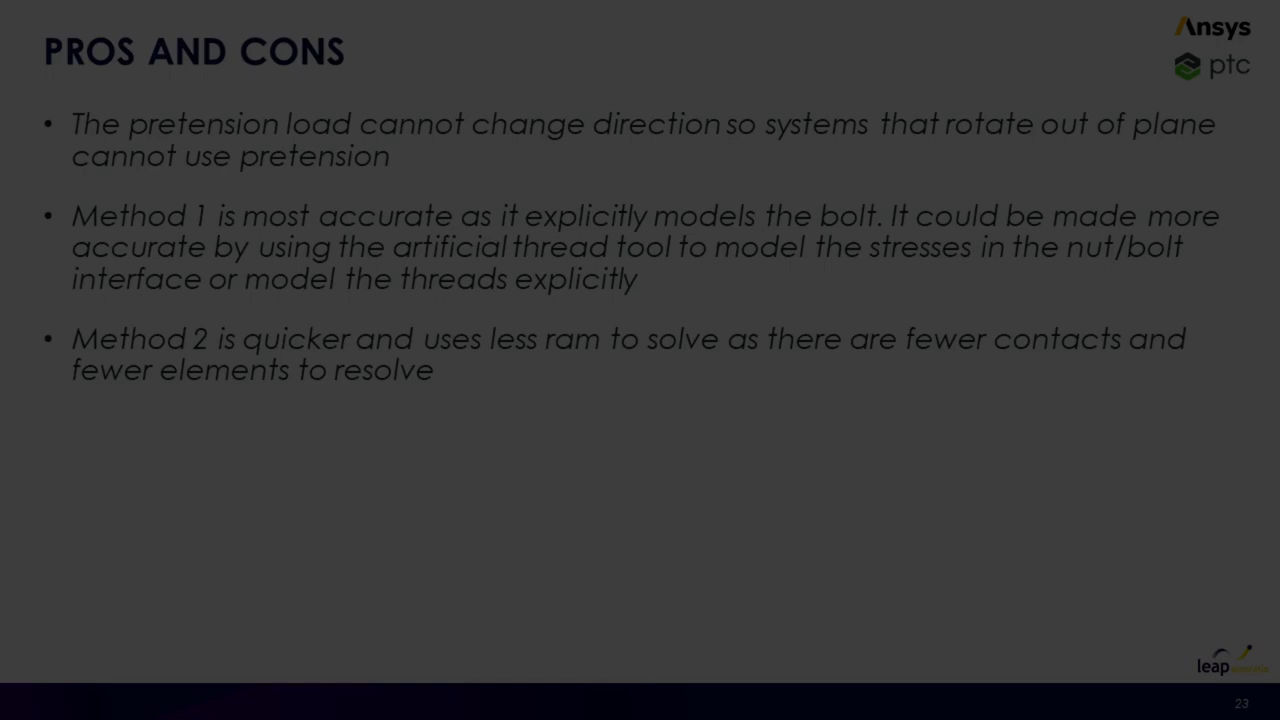 PROS AND CONS
Ansys
ptc
• The pretension load cannot change direction so systems that rotate out of plane
cannot use pretension
• Method 1 is most accurate as it explicitly models the bolt. It could be made more
accurate by using the artificial thread tool to model the stresses in the nut/bolt
interface or model the threads explicitly
• Method 2 is quicker and uses less ram to solve as there are fewer contacts and
fewer elements to resolve
leap
23